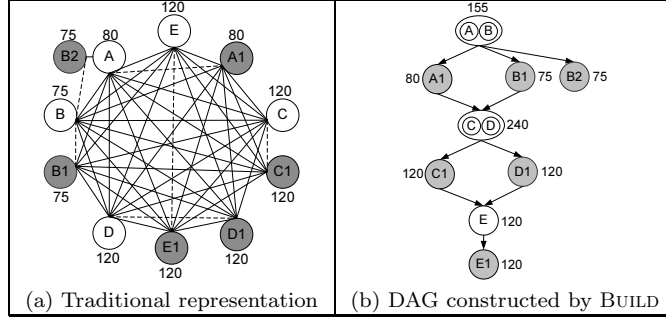 120
E
75
80
80
B2
A
A1
75
120
B
C
B1
C1
75
120
D
E1
D1
120
120
120
(a) Traditional representation
155
A B
80
A1
B1
75
B2
75
C D
240
120
C1
D1
120
E
120
E1
120
(b) DAG constructed by BUILD